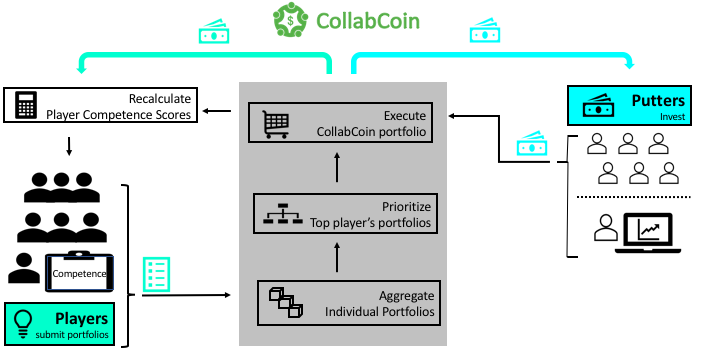 CollabCoin
Recalculate
Player Competence Scores
Execute
CollabCoin portfolio
Putters
Invest
Prioritize
Top player's portfolios
Competence
Players
submit portfolios
Aggregate
Individual Portfolios